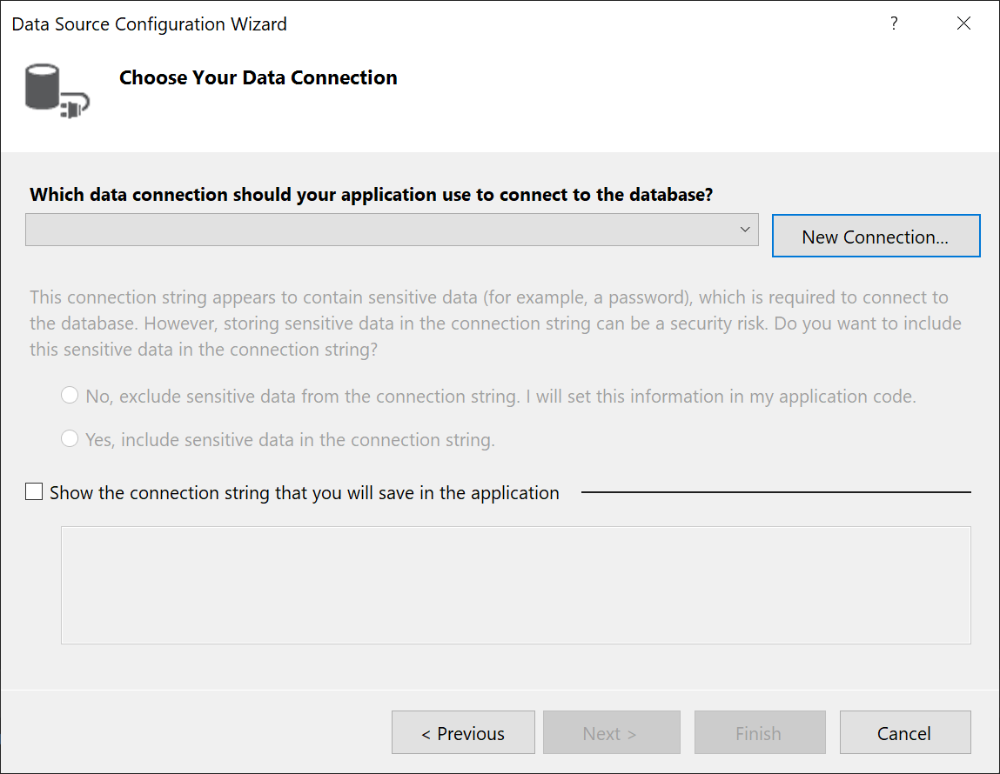 Data Source Configuration Wizard
?
Choose Your Data Connection
Which data connection should your application use to connect to the database?
New Connection...
This connection string appears to contain sensitive data (for example, a password), which is required to connect to
the database. However, storing sensitive data in the connection string can be a security risk. Do you want to include
this sensitive data in the connection string?
No, exclude sensitive data from the connection string. I will set this information in my application code.
Yes, include sensitive data in the connection string.
Show the connection string that you will save in the application
< Previous
Next >
Finish
Cancel